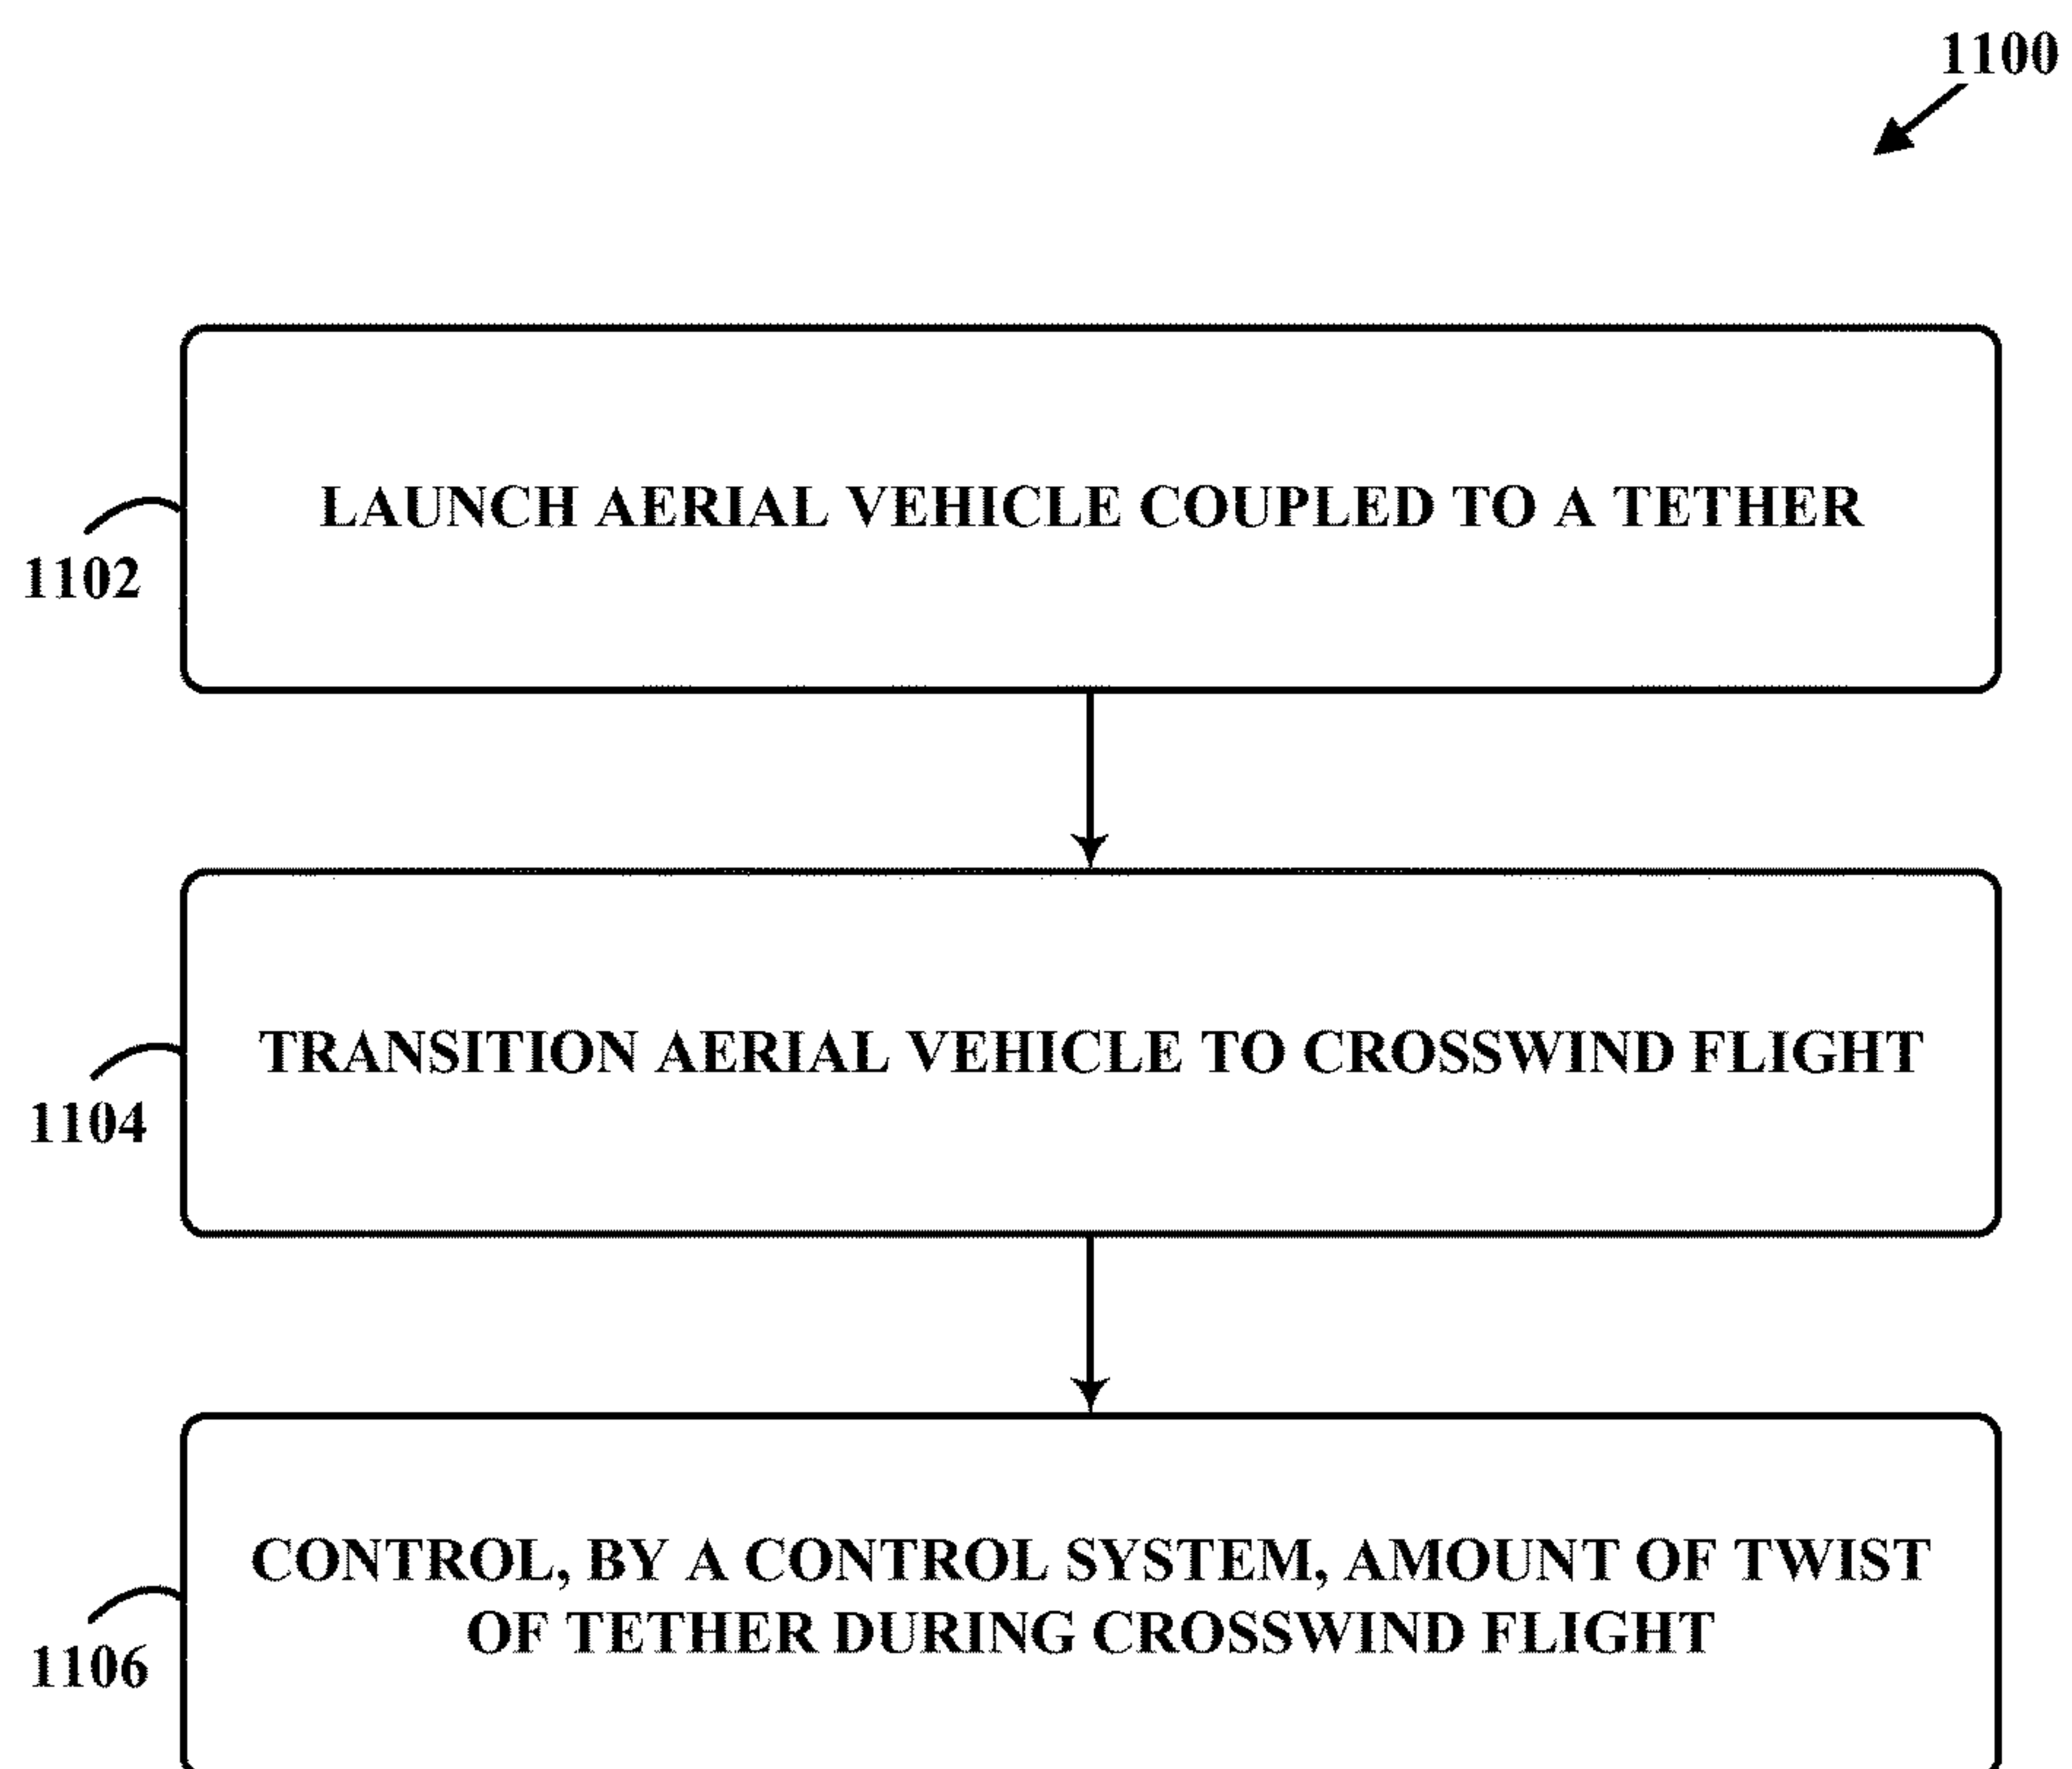 1100
LAUNCH AERIAL VEHICLE COUPLED TO A TETHER
1102
TRANSITION AERIAL VEHICLE TO CROSSWIND FLIGHT
1104
CONTROL, BY A CONTROL SYSTEM, AMOUNT OF TWIST
OF TETHER DURING CROSSWIND FLIGHT
1106